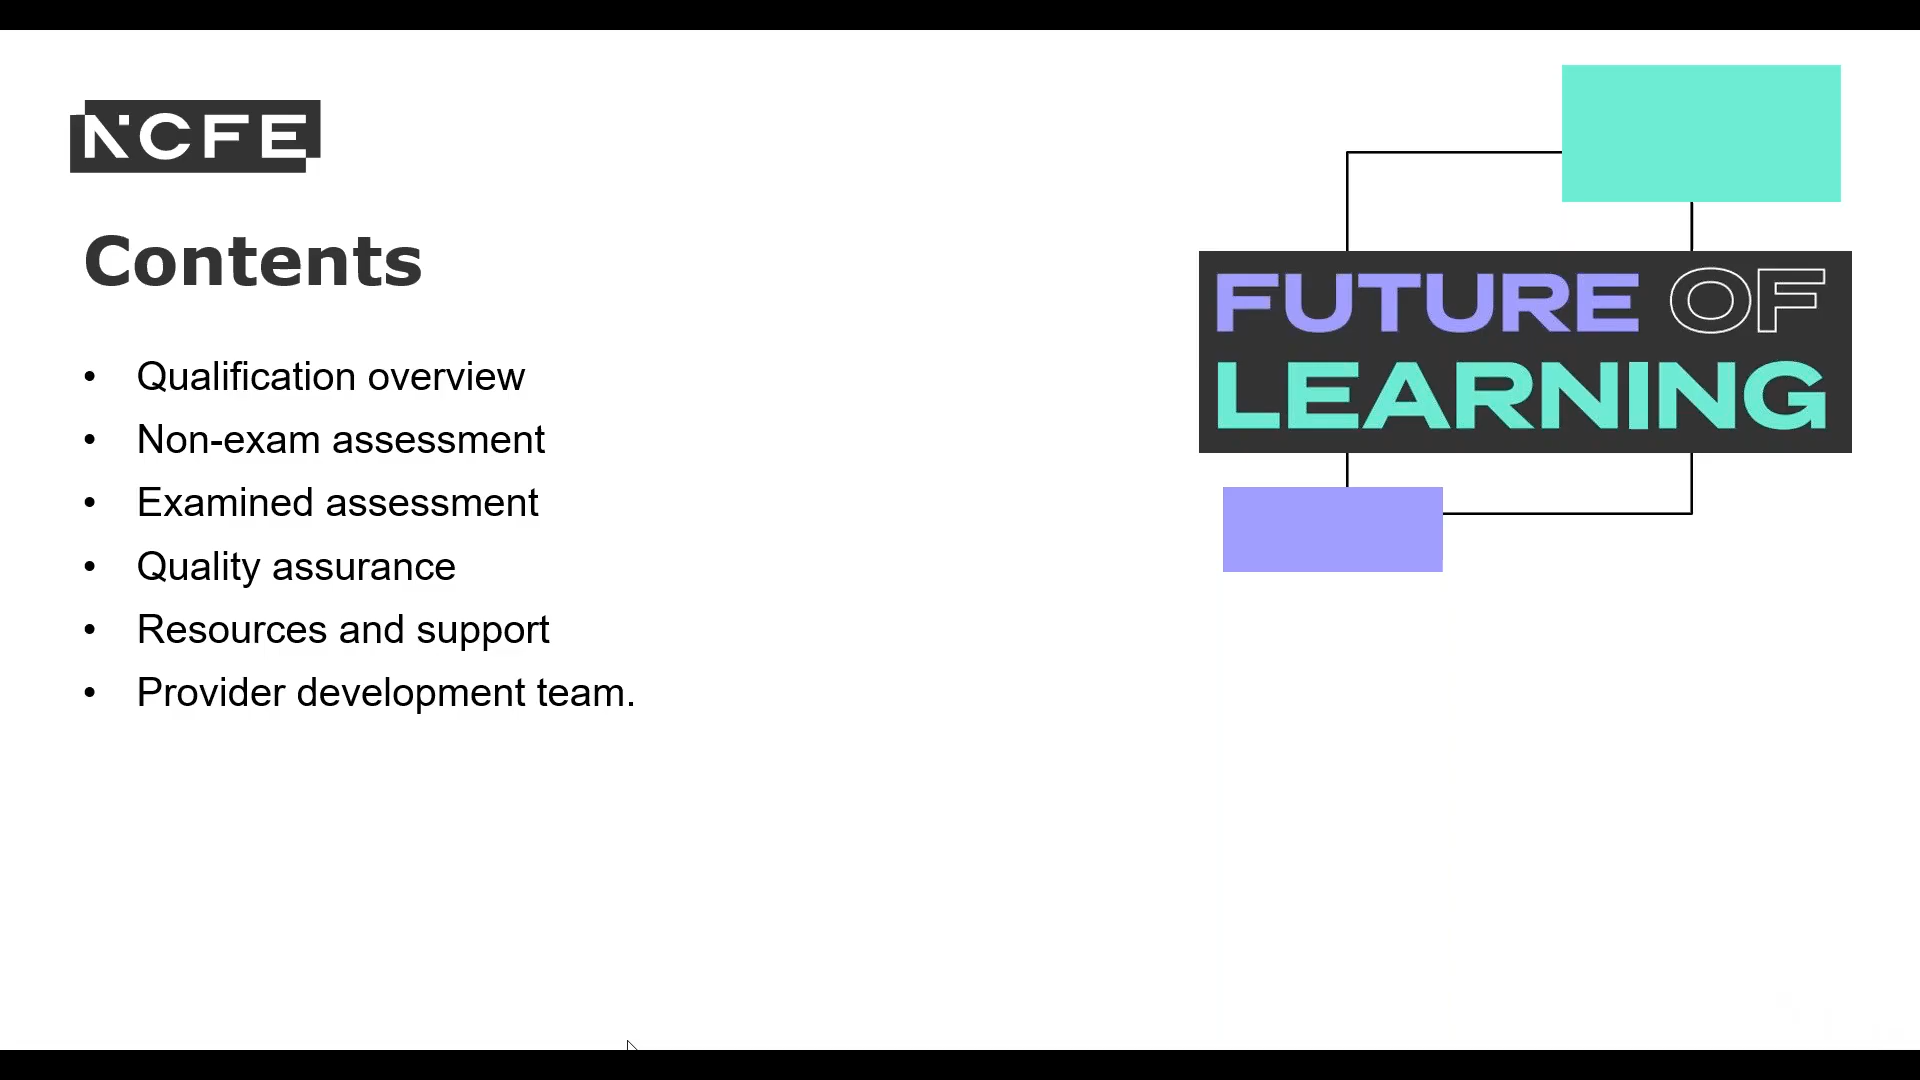 NCFE
Contents
• Qualification overview
• Non-exam assessment
• Examined assessment
• Quality assurance
• Resources and support
• Provider development team.
FUTURE OF
LEARNING